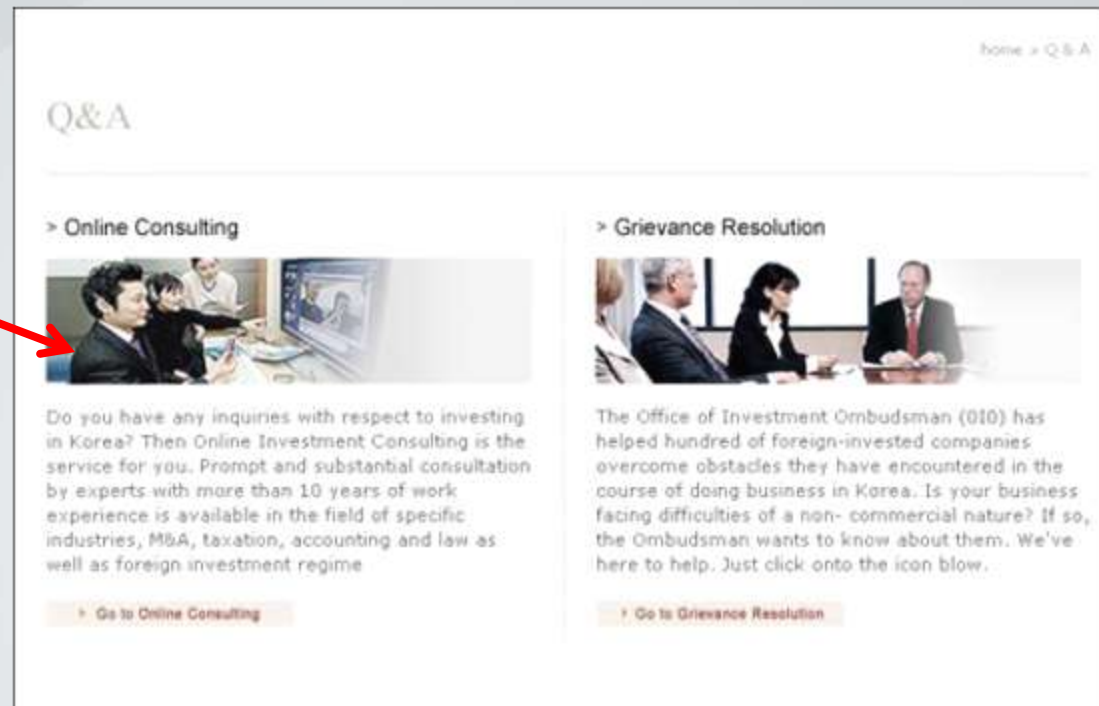 home > Q & A
Q&A
> Online Consulting
Do you have any inquiries with respect to investing
in Korea? Then Online Investment Consulting is the
service for you. Prompt and substantial consultation
by experts with more than 10 years of work
experience is available in the field of specific
industries, M&A, taxation, accounting and law as
well as foreign investment regime
Go to Online Consulting
> Grievance Resolution
The Office of Investment Ombudsman (OIO) has
helped hundred of foreign-invested companies
overcome obstacles they have encountered in the
course of doing business in Korea. Is your business
facing difficulties of a non- commercial nature? If so,
the Ombudsman wants to know about them. We've
here to help. Just click onto the icon blow.
Go to Grievance Resolution